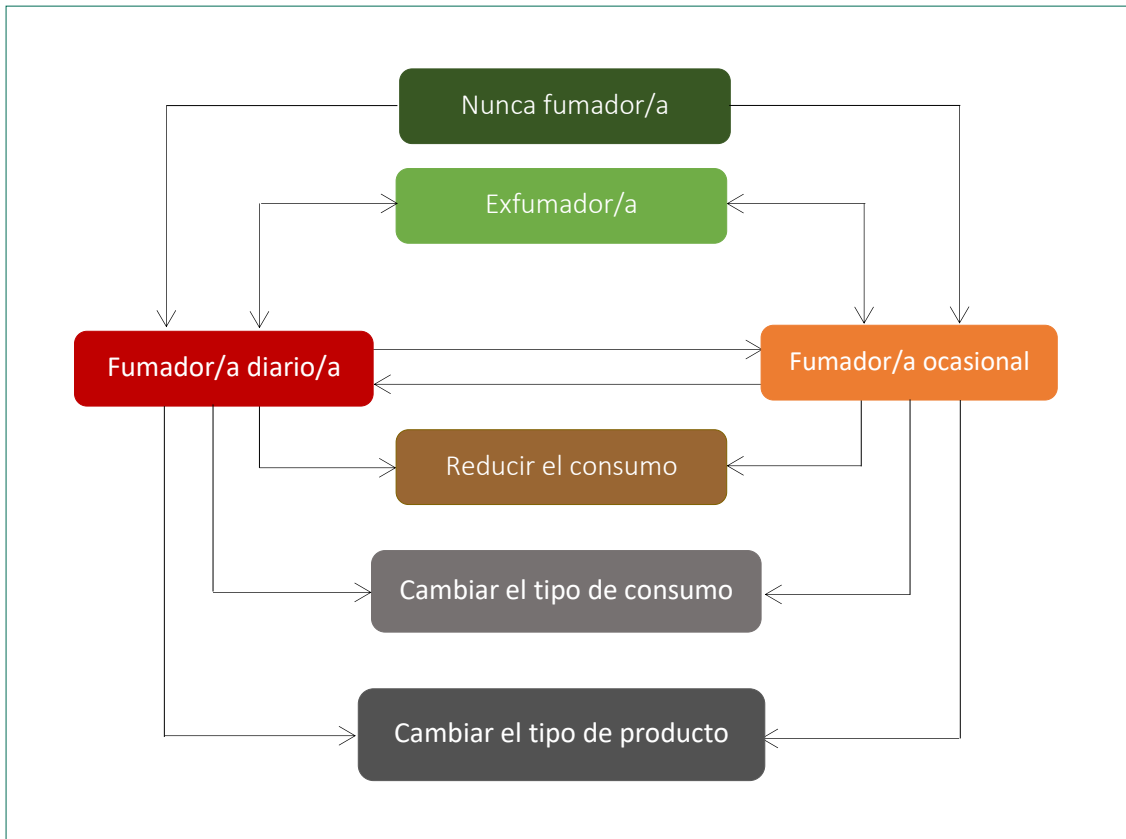 Nunca fumador/a
Exfumador/a
Fumador/a diario/a
Fumador/a ocasional
Reducir el consumo
Cambiar el tipo de consumo
Cambiar el tipo de producto